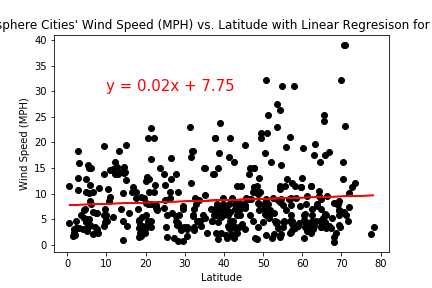 sphere Cities' Wind Speed (MPH) vs. Latitude with Linear Regresison for
40
35
30
25
20
15
10
5
0
Wind Speed (MPH)
y = 0.02x + 7.75
0 10 20 30 40 50 60 70 80
Latitude